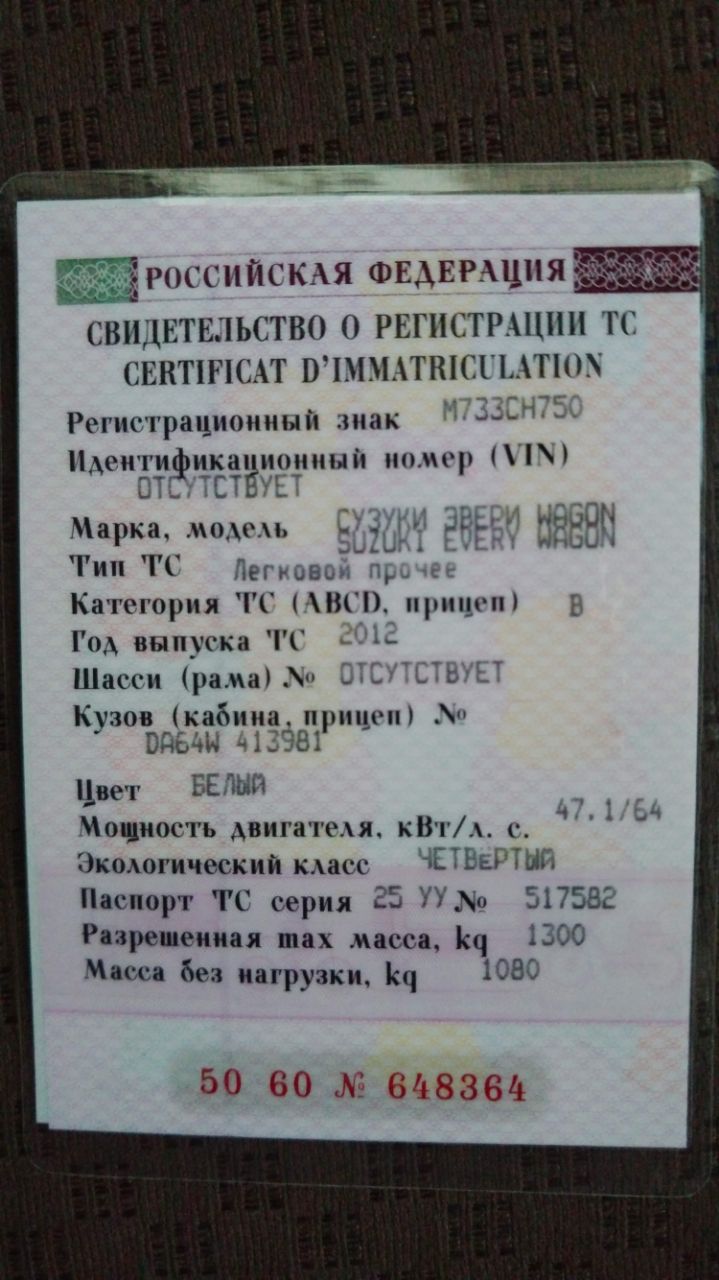 РОССИЙСКАЯ ФЕДЕРАЦИЯ
СВИДЕТЕЛЬСТВО О РЕГИСТРАЦИИ ТС
CERTIFICAT D'IMMATRICULATION
Регистрационный знак М733СН750
Идентификационный номер (VIN)
ОТСУТСТВУЕТ
Марка, модель СУЗУКИ ЭВЕРИ WAGON
SUZUKI EVERY WAGON
Тип ТС Легковой прочее
Категория ТС (ABCD, прицеп) B
Год выпуска ТС 2012
Шасси (рама) № ОТСУТСТВУЕТ
Кузов (кабина, прицеп) №
DA64W 413981
Цвет БЕЛЫЙ
Мощность двигателя, кВт/л. с. 47.1/64
Экологический класс ЧЕТВЕРТЫЙ
Паспорт ТС серия 25 УУ № 517582
Разрешенная max масса, kq 1300
Масса без нагрузки, kq 1080
50 60 № 648364